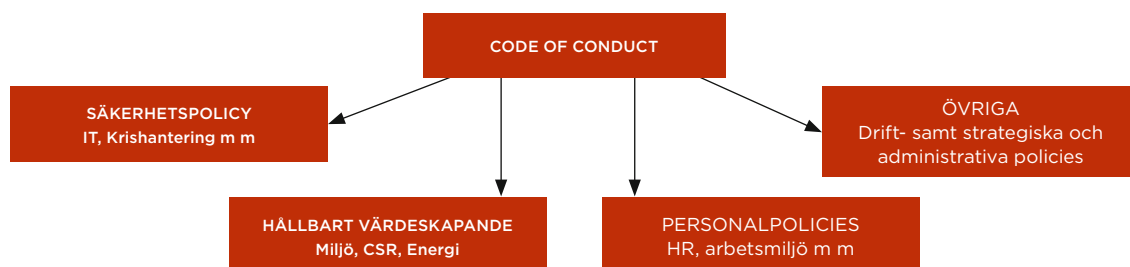 CODE OF CONDUCT
SÄKERHETSPOLICY
IT, Krishantering m m
ÖVRIGA
Drift- samt strategiska och
administrativa policies
HÅLLBART VÄRDESKAPANDE
Miljö, CSR, Energi
PERSONALPOLICIES
HR, arbetsmiljö m m